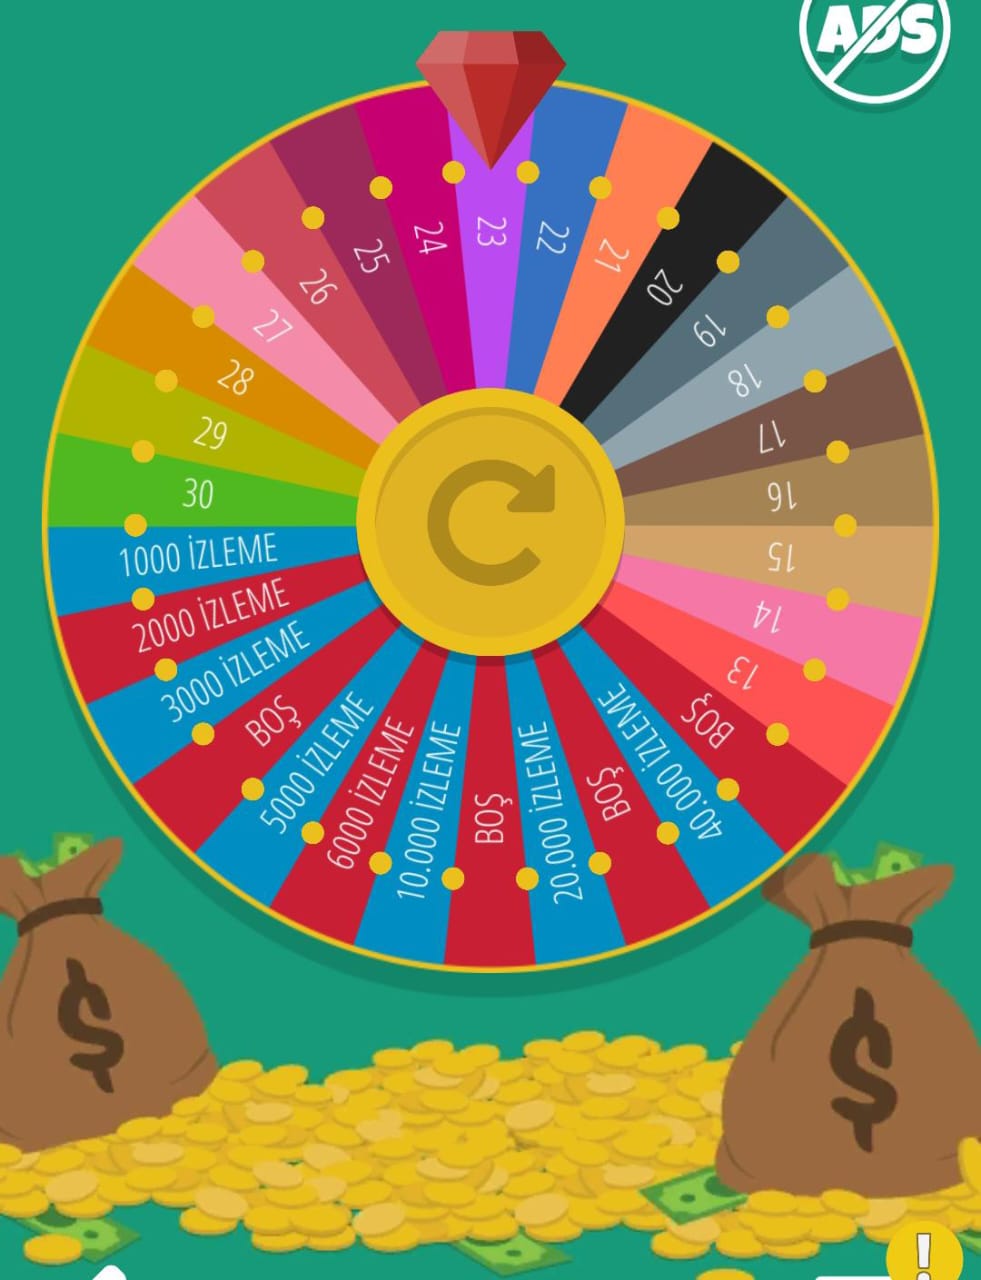 ADS
23
22
21
20
19
18
17
16
15
14
13
BOŞ
40.000 İZLEME
BOŞ
20.000 İZLEME
BOŞ
10.000 İZLEME
6000 İZLEME
5000 İZLEME
BOŞ
3000 İZLEME
2000 İZLEME
1000 İZLEME
30
29
28
27
26
25
24
$
$
!